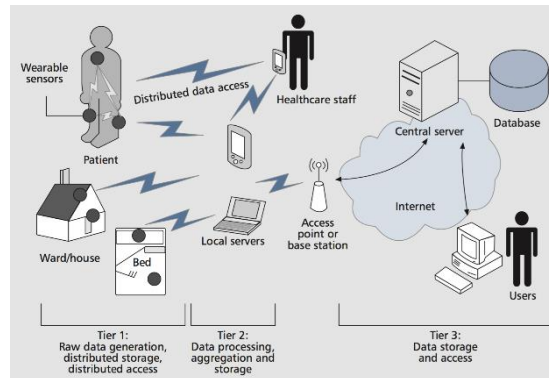 Wearable
sensors
Distributed data access
Healthcare staff
Central server
Database
Patient
Internet
Access
point or
base station
Local servers
Ward/house
Bed
Users
Tier 1:
Raw data generation,
distributed storage,
distributed access
Tier 2:
Data processing,
aggregation and
storage
Tier 3:
Data storage
and access